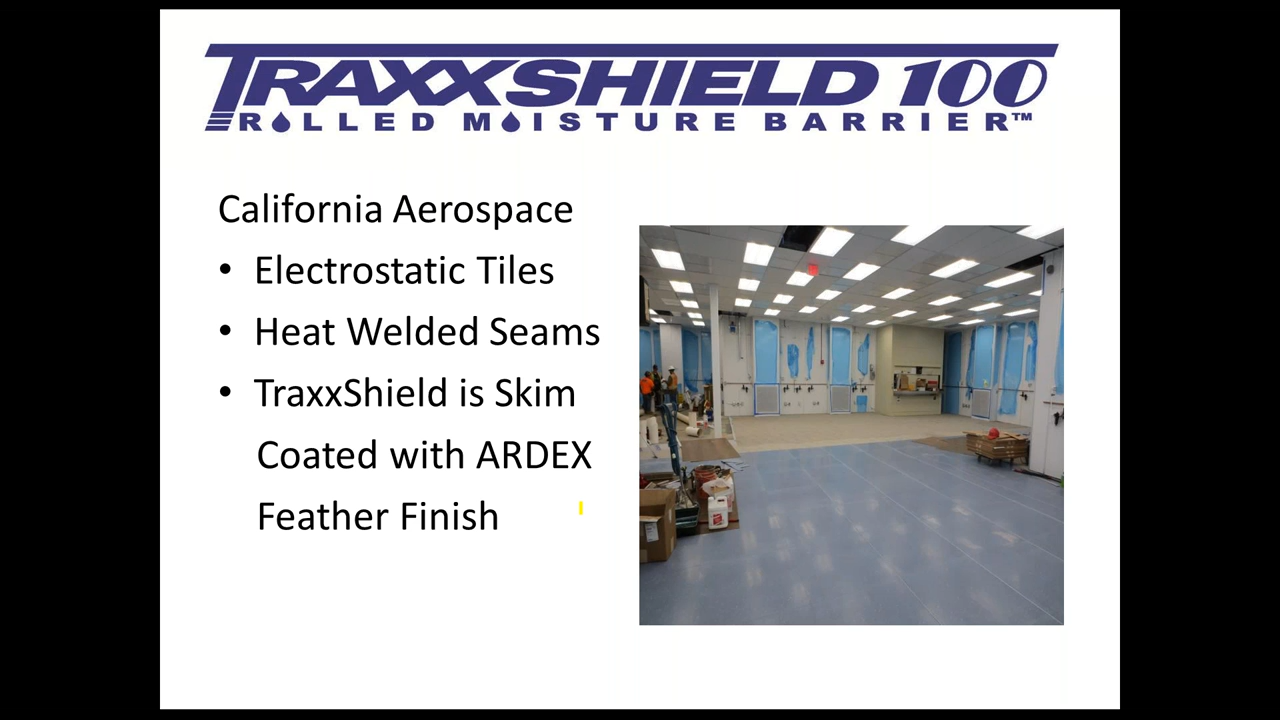 TRAXXSHIELD 100
ROLLED MOISTURE BARRIER™
California Aerospace
• Electrostatic Tiles
• Heat Welded Seams
• TraxxShield is Skim
Coated with ARDEX
Feather Finish